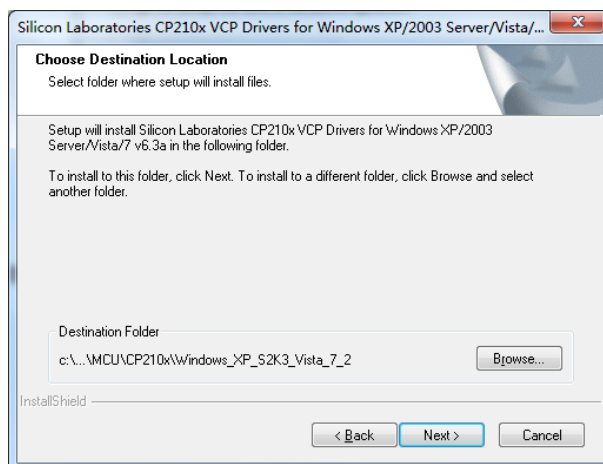 Silicon Laboratories CP210x VCP Drivers for Windows XP/2003 Server/Vista/...
Choose Destination Location
Select folder where setup will install files.
Setup will install Silicon Laboratories CP210x VCP Drivers for Windows XP/2003
Server/Vista/7 v6.3a in the following folder.
To install to this folder, click Next. To install to a different folder, click Browse and select
another folder.
Destination Folder
c:\...\MCU\CP210x\Windows_XP_S2K3_Vista_7_2
Browse...
InstallShield
< Back
Next >
Cancel